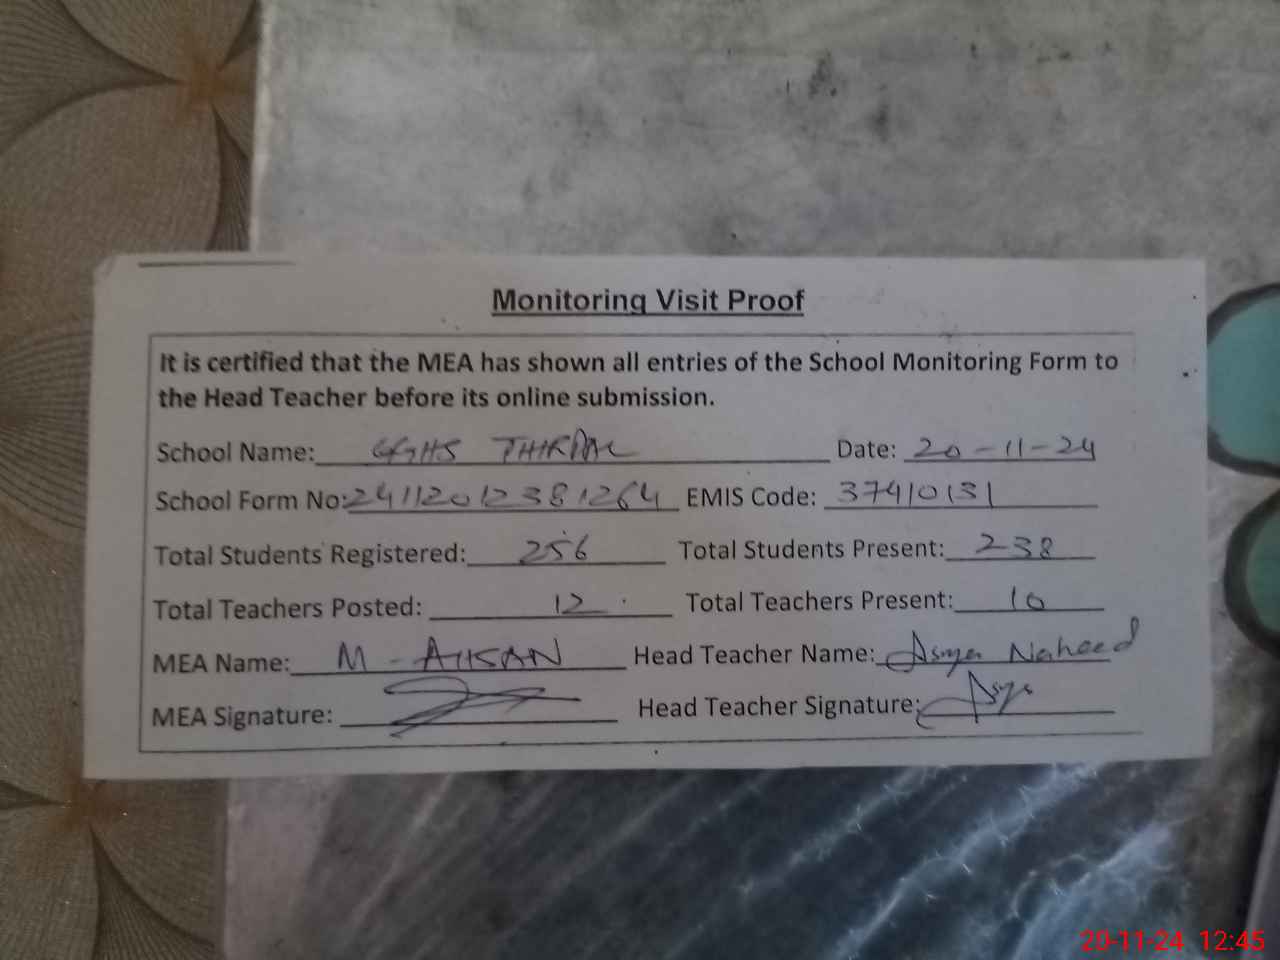 Monitoring Visit Proof
It is certified that the MEA has shown all entries of the School Monitoring Form to
the Head Teacher before its online submission.
School Name: GGHS THIRPAL Date: 20-11-24
School Form No: 24112012381264 EMIS Code: 37410131
Total Students Registered: 256 Total Students Present: 238
Total Teachers Posted: 12 Total Teachers Present: 10
MEA Name: M-AHSAN Head Teacher Name: Asyea Naheed
MEA Signature: Head Teacher Signature:
20-11-24 12:45